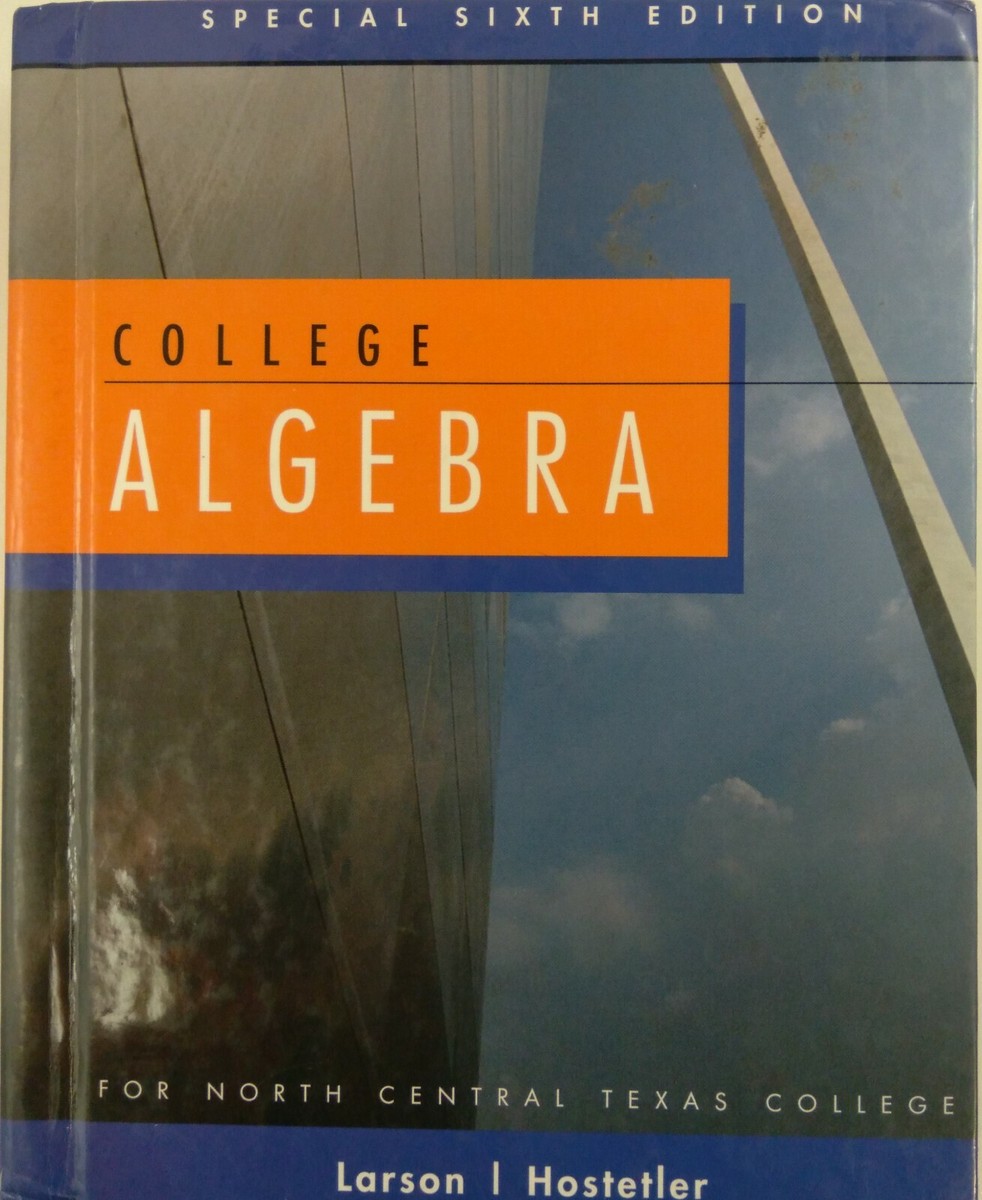 SPECIAL SIXTH EDITION
COLLEGE
ALGEBRA
FOR NORTH CENTRAL TEXAS COLLEGE
Larson | Hostetler